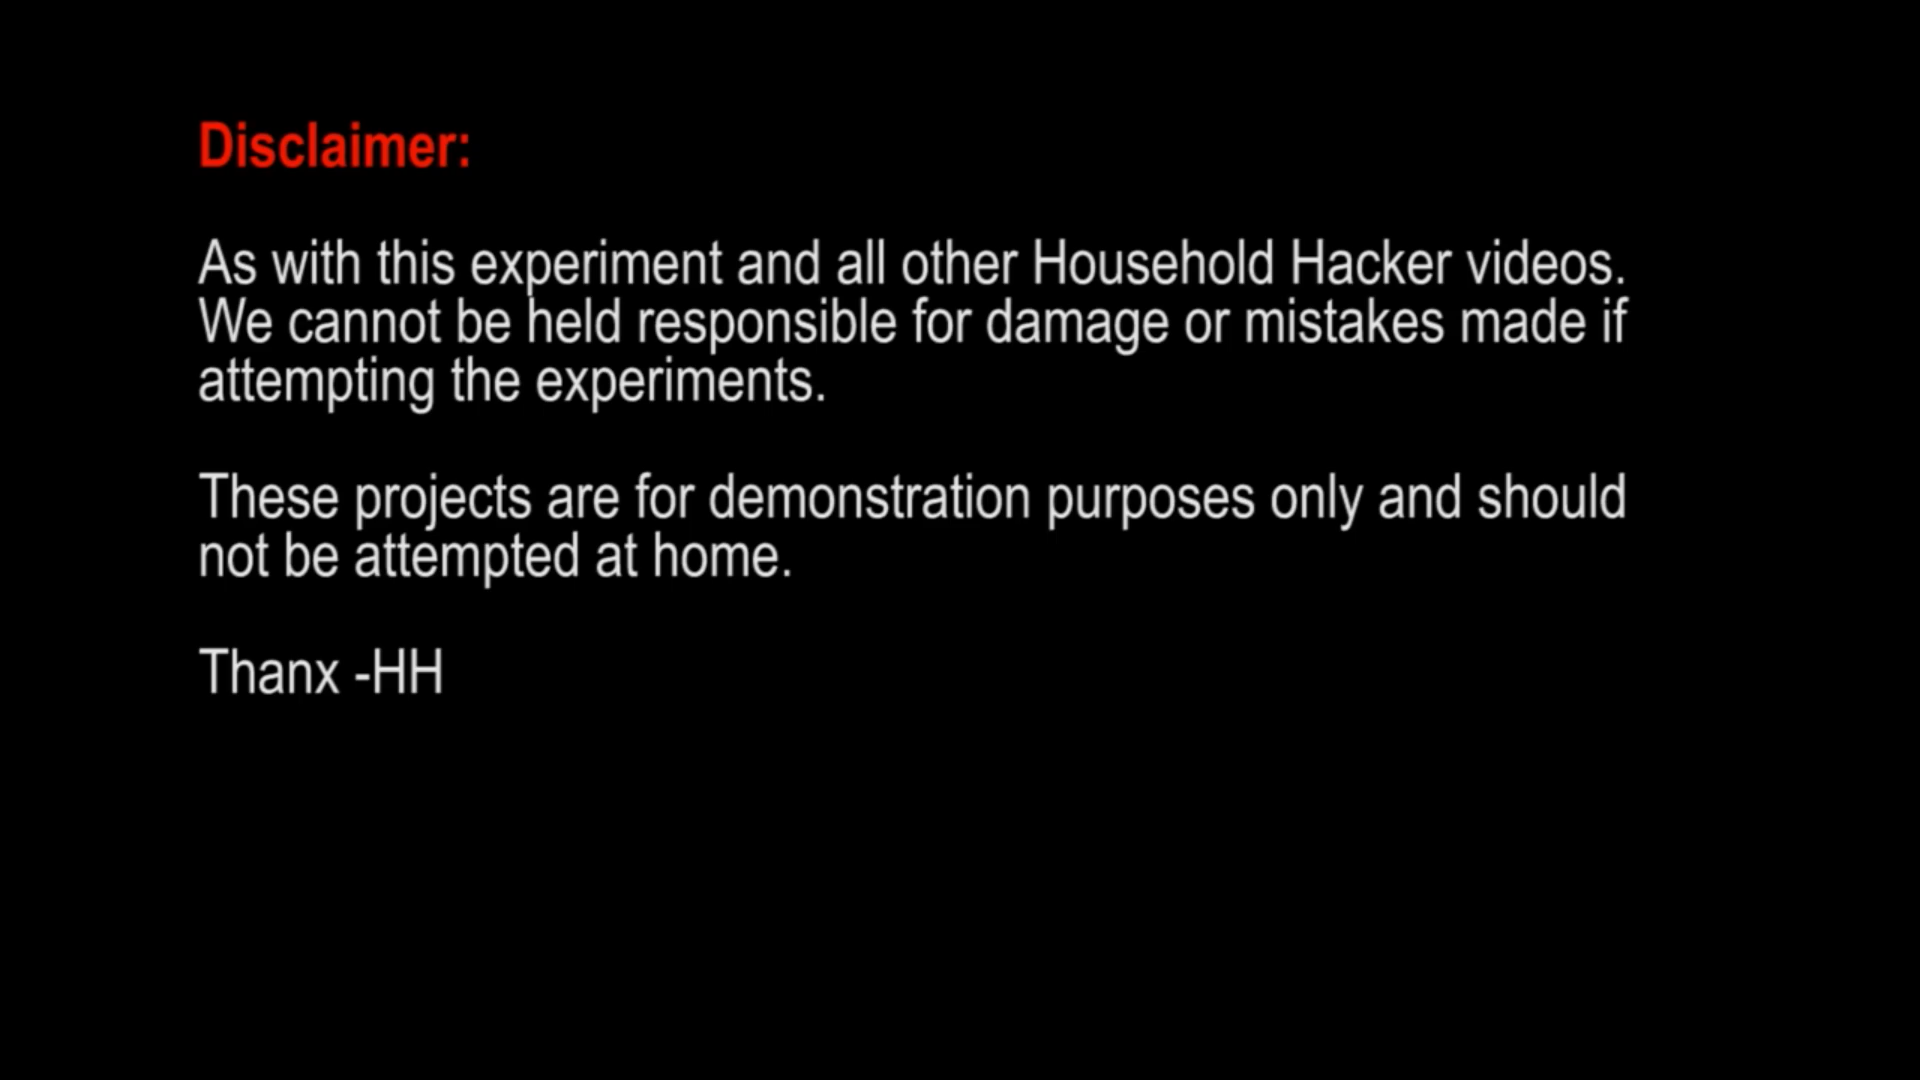 Disclaimer:
As with this experiment and all other Household Hacker videos.
We cannot be held responsible for damage or mistakes made if
attempting the experiments.
These projects are for demonstration purposes only and should
not be attempted at home.
Thanx -HH